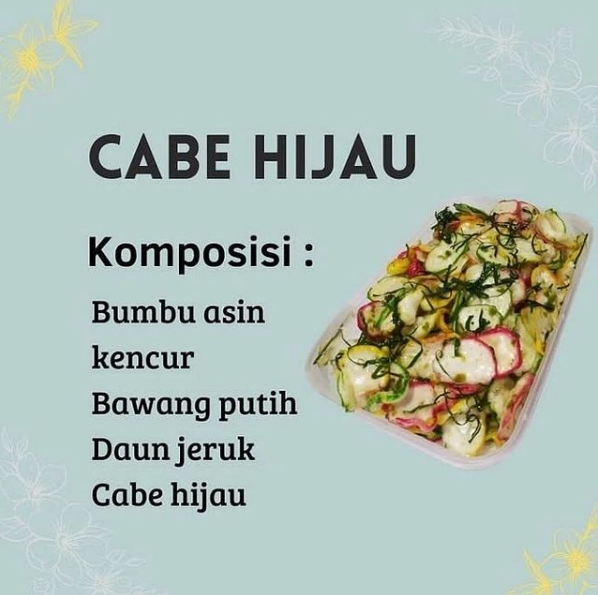 CABE HIJAU
Komposisi :
Bumbu asin
kencur
Bawang putih
Daun jeruk
Cabe hijau